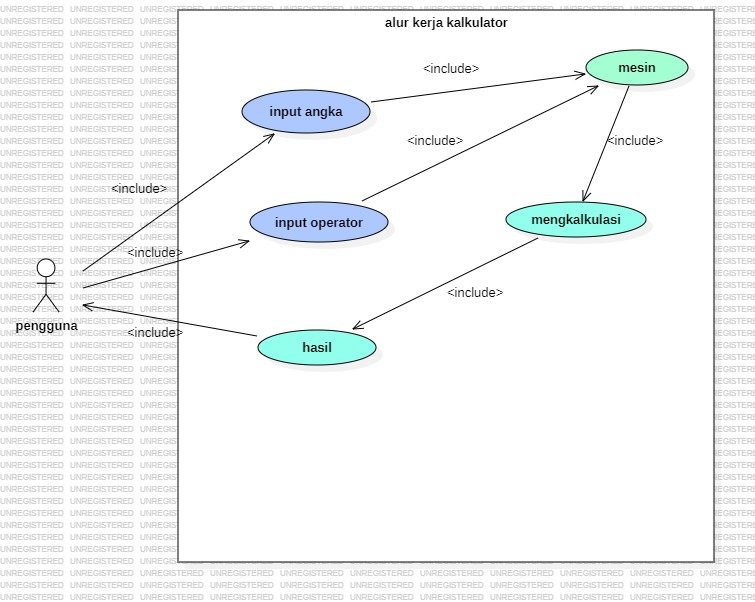 alur kerja kalkulator
<include>
mesin
input angka
<include>
<include>
<include>
input operator
mengkalkulasi
<include>
<include>
pengguna
<include>
hasil
UNREGISTERED